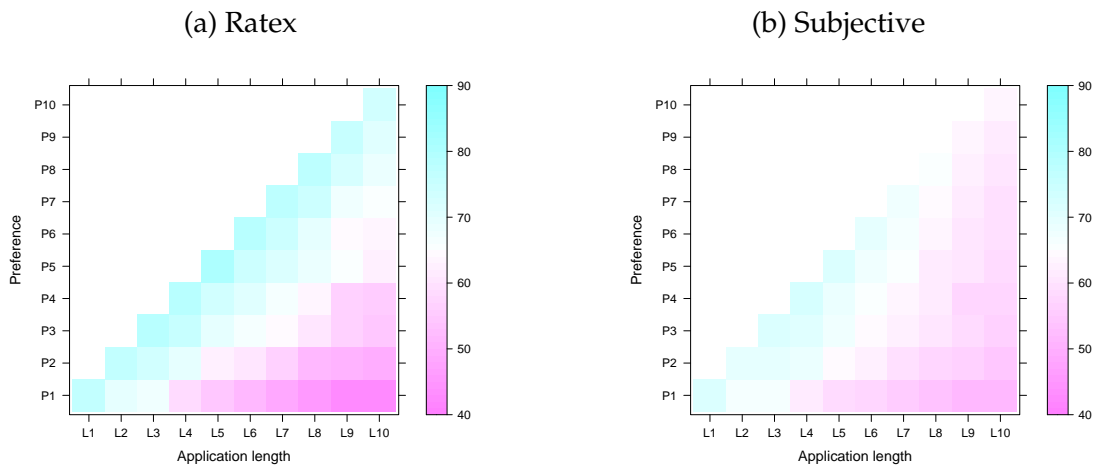 (a) Ratex
P10
P9
P8
P7
P6
P5
P4
P3
P2
P1
Preference
L1 L2 L3 L4 L5 L6 L7 L8 L9 L10
Application length
90
80
70
60
50
40
(b) Subjective
P10
P9
P8
P7
P6
P5
P4
P3
P2
P1
Preference
L1 L2 L3 L4 L5 L6 L7 L8 L9 L10
Application length
90
80
70
60
50
40